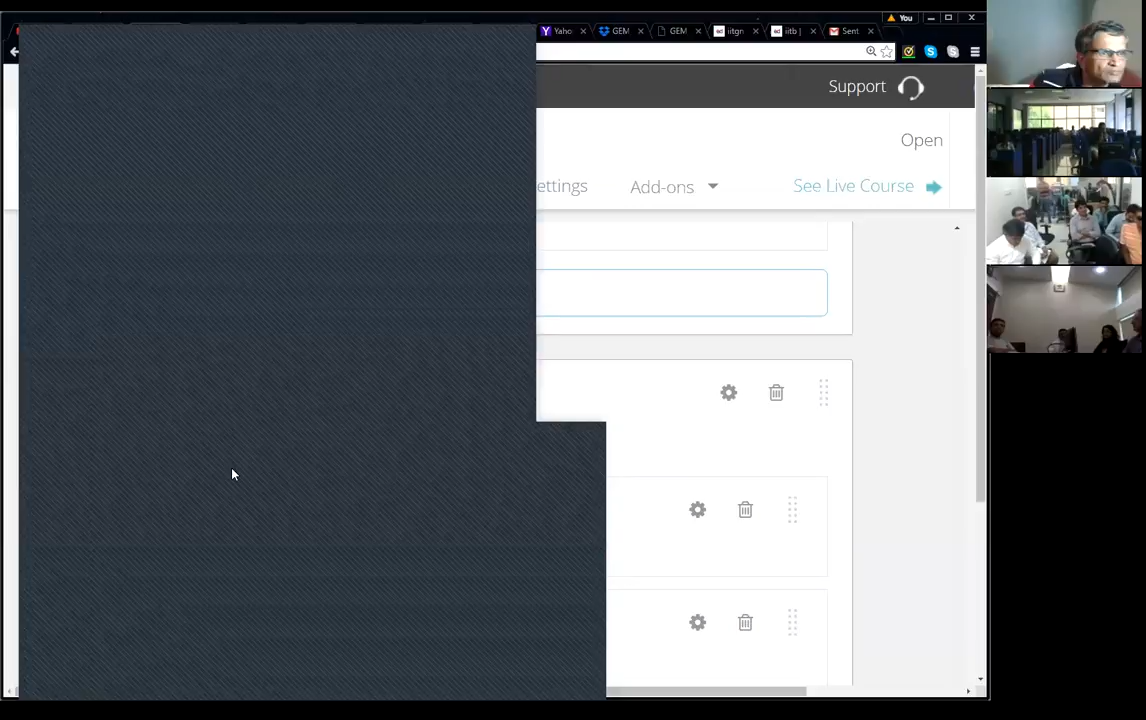 You
Yaho
GEM
GEM
iitgn
iitb |
Sent
Support
Open
ettings
Add-ons
See Live Course